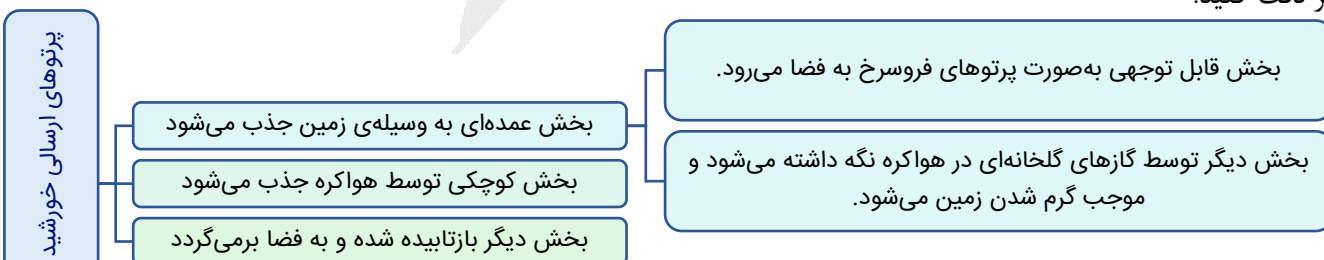 پرتوهای ارسالی خورشید
بخش عمده‌ای به وسیله‌ی زمین جذب می‌شود
بخش کوچکی توسط هواکره جذب می‌شود
بخش دیگر بازتابیده شده و به فضا برمی‌گردد
بخش قابل توجهی به‌صورت پرتوهای فروسرخ به فضا می‌رود.
بخش دیگر توسط گازهای گلخانه‌ای در هواکره نگه داشته می‌شود و
موجب گرم شدن زمین می‌شود.